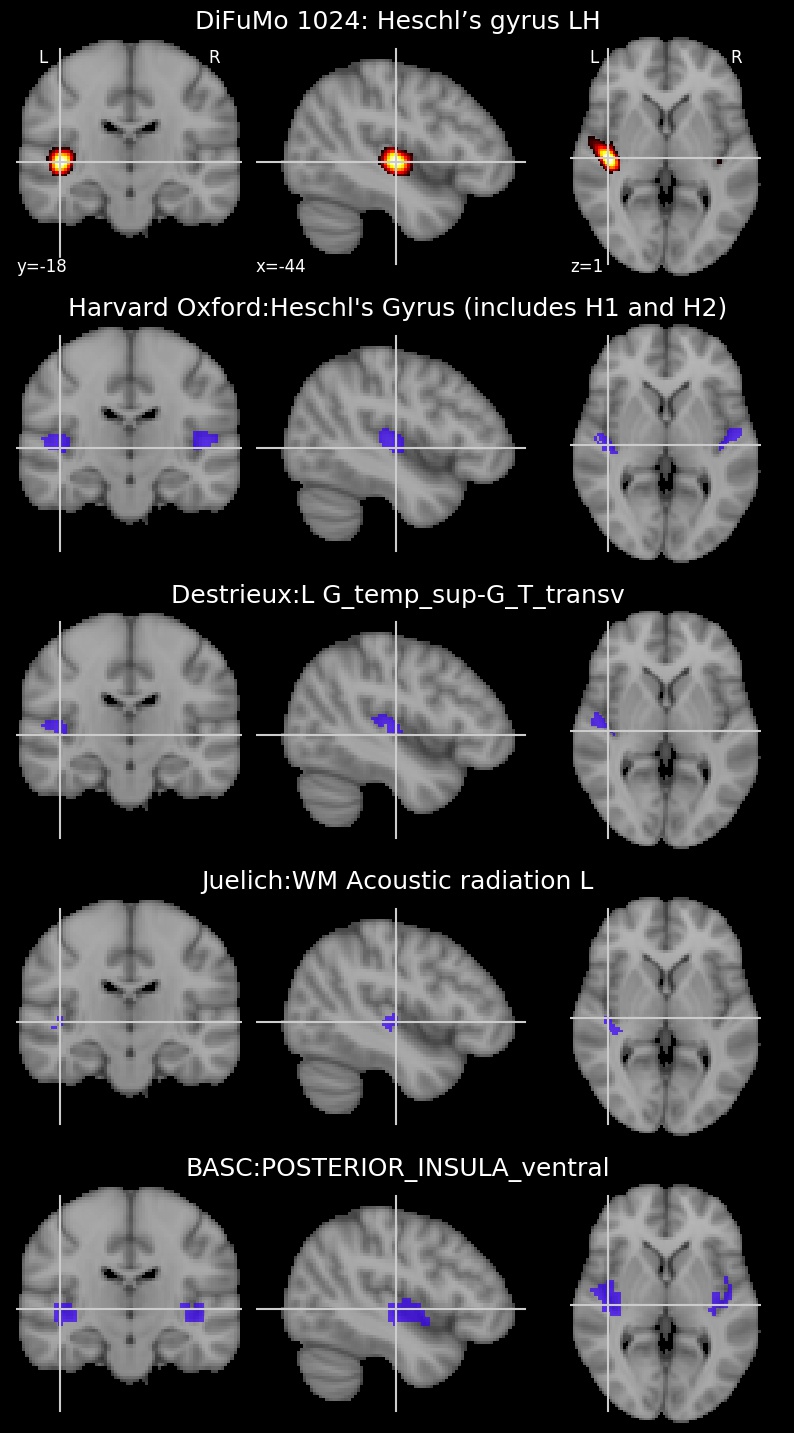 DiFuMo 1024: Heschl’s gyrus LH
L R L R
y=-18 x=-44 z=1
Harvard Oxford:Heschl's Gyrus (includes H1 and H2)
Destrieux:L G_temp_sup-G_T_transv
Juelich:WM Acoustic radiation L
BASC:POSTERIOR_INSULA_ventral